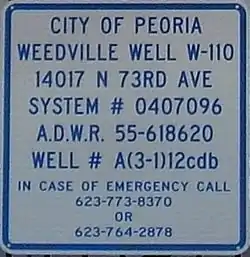 CITY OF PEORIA
WEEDVILLE WELL W-110
14017 N 73RD AVE
SYSTEM # 0407096
A.D.W.R. 55-618620
WELL # A(3-1)12cdb
IN CASE OF EMERGENCY CALL
623-773-8370
OR
623-764-2878